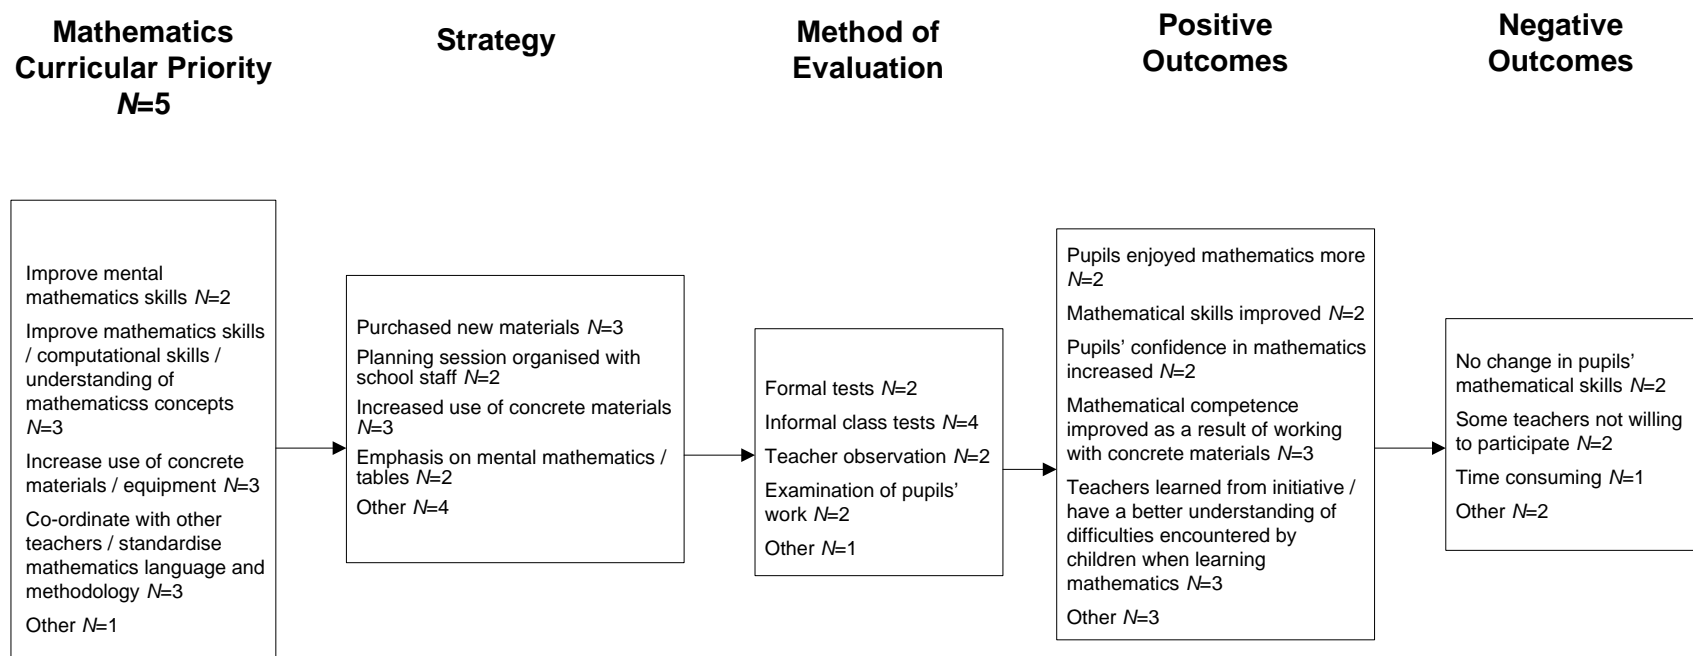 Mathematics
Curricular Priority
N=5
Strategy
Method of
Evaluation
Positive
Outcomes
Negative
Outcomes
Improve mental
mathematics skills N=2
Improve mathematics skills
/ computational skills /
understanding of
mathematicss concepts
N=3
Increase use of concrete
materials / equipment N=3
Co-ordinate with other
teachers / standardise
mathematics language and
methodology N=3
Other N=1
Purchased new materials N=3
Planning session organised with
school staff N=2
Increased use of concrete materials
N=3
Emphasis on mental mathematics /
tables N=2
Other N=4
Formal tests N=2
Informal class tests N=4
Teacher observation N=2
Examination of pupils’
work N=2
Other N=1
Pupils enjoyed mathematics more
N=2
Mathematical skills improved N=2
Pupils’ confidence in mathematics
increased N=2
Mathematical competence
improved as a result of working
with concrete materials N=3
Teachers learned from initiative /
have a better understanding of
difficulties encountered by
children when learning
mathematics N=3
Other N=3
No change in pupils’
mathematical skills N=2
Some teachers not willing
to participate N=2
Time consuming N=1
Other N=2